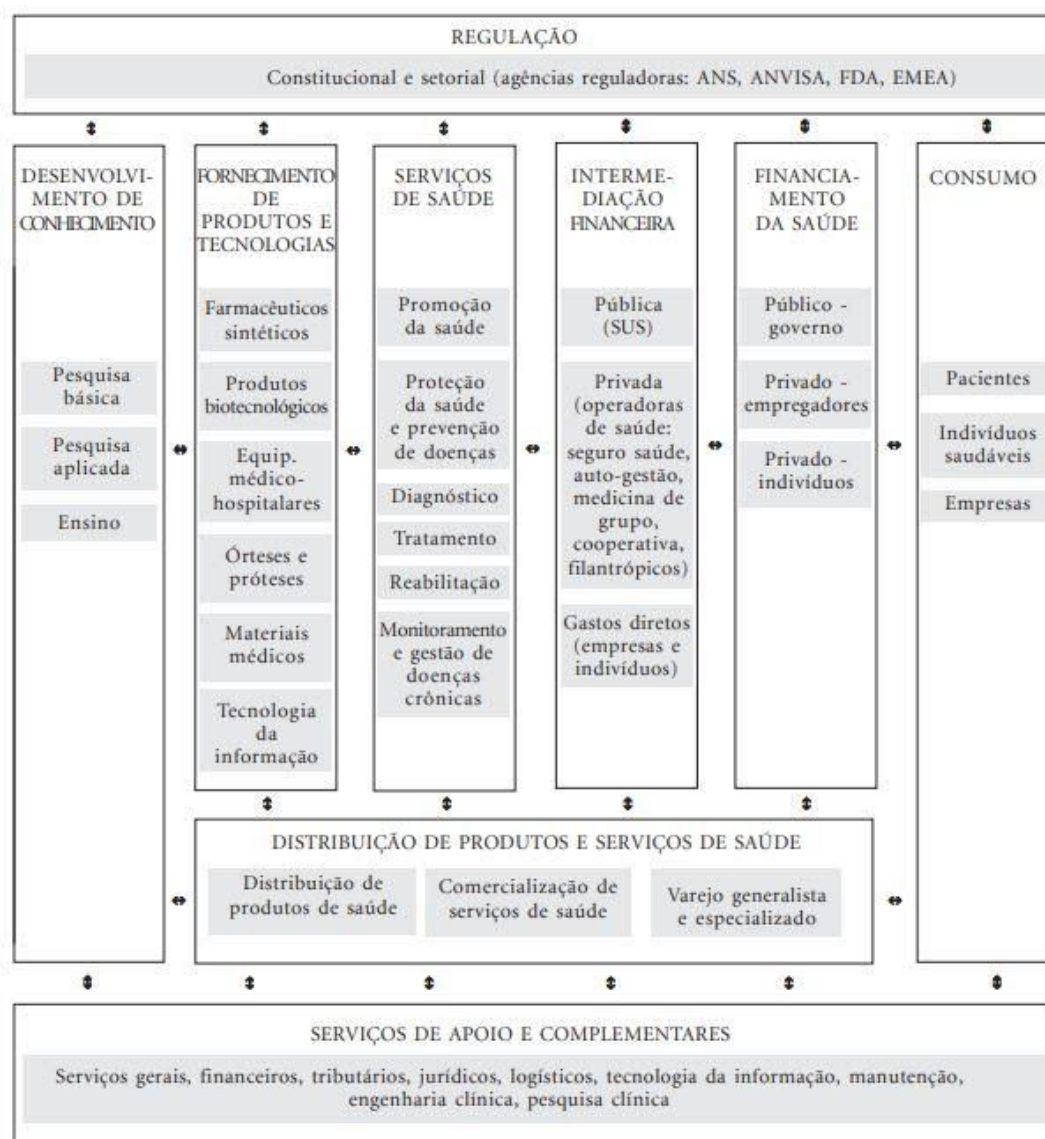 REGULAÇÃO
Constitucional e setorial (agências reguladoras: ANS, ANVISA, FDA, EMEA)
DESENVOLVI-
MENTO DE
CONHECIMENTO
Pesquisa
básica
Pesquisa
aplicada
Ensino
FORNECIMENTO
DE
PRODUTOS E
TECNOLOGIAS
Farmacêuticos
sintéticos
Produtos
biotecnológicos
Equip.
médico-
hospitalares
Órteses e
próteses
Materiais
médicos
Tecnologia
da
informação
SERVIÇOS
DE SAÚDE
Promoção
da saúde
Proteção
da saúde
e prevenção
de doenças
Diagnóstico
Tratamento
Reabilitação
Monitoramento
e gestão de
doenças
crônicas
INTERME-
DIAÇÃO
FINANCEIRA
Pública
(SUS)
Privada
(operadoras
de saúde:
seguro saúde,
auto-gestão,
medicina de
grupo,
cooperativa,
filantrópicos)
Gastos diretos
(empresas e
indivíduos)
FINANCIA-
MENTO
DA SAÚDE
Público -
governo
Privado -
empregadores
Privado -
indivíduos
CONSUMO
Pacientes
Indivíduos
saudáveis
Empresas
DISTRIBUIÇÃO DE PRODUTOS E SERVIÇOS DE SAÚDE
Distribuição de
produtos de saúde
Comercialização de
serviços de saúde
Varejo generalista
e especializado
SERVIÇOS DE APOIO E COMPLEMENTARES
Serviços gerais, financeiros, tributários, jurídicos, logísticos, tecnologia da informação, manutenção,
engenharia clínica, pesquisa clínica